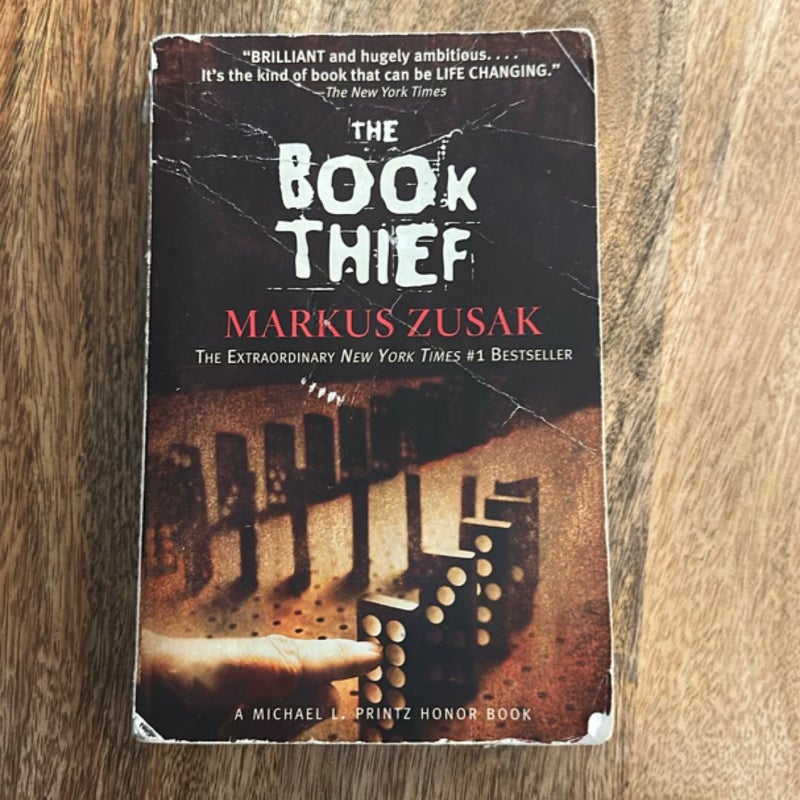 “BRILLIANT and hugely ambitious. . . .
It’s the kind of book that can be LIFE CHANGING.”
—The New York Times
THE
BOOK
THIEF
MARKUS ZUSAK
THE EXTRAORDINARY NEW YORK TIMES #1 BESTSELLER
A MICHAEL L. PRINTZ HONOR BOOK